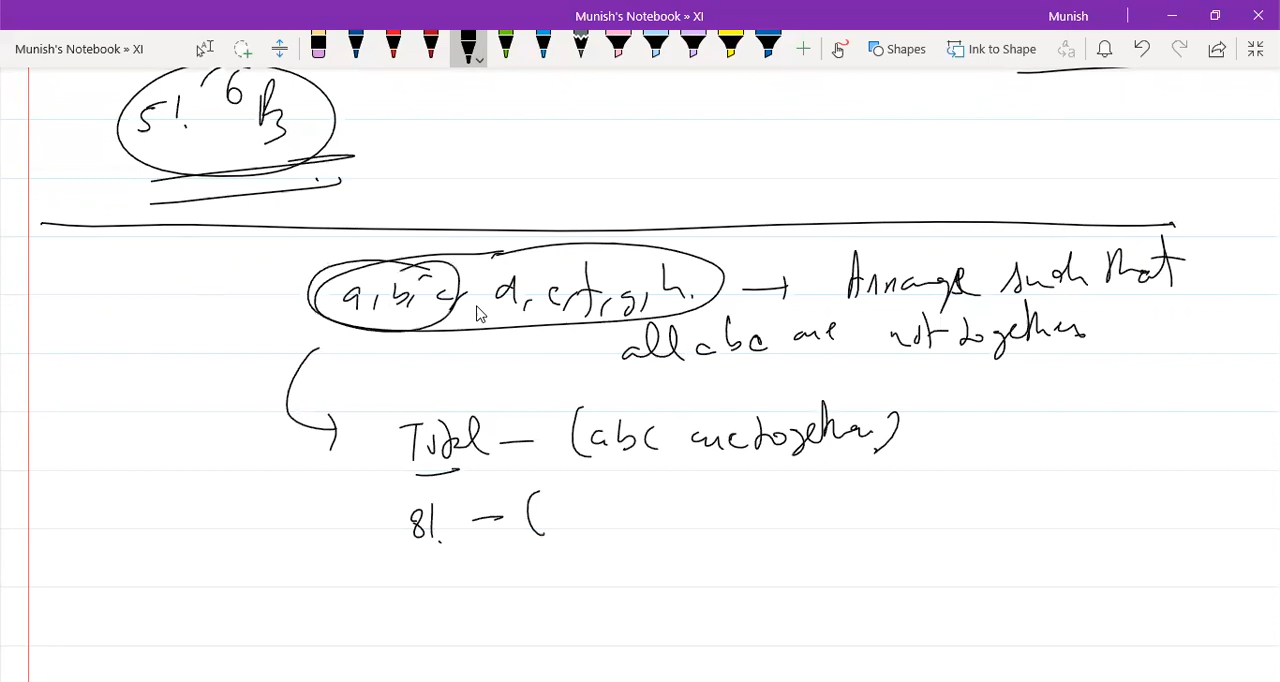 Munish's Notebook » XI
Munish
Munish's Notebook » XI
Shapes
Ink to Shape
5! , 6P3
a, b, c, d, e, f, g, h. → Arrange such that
all abc are not together
Total — (abc are together)
8! — (